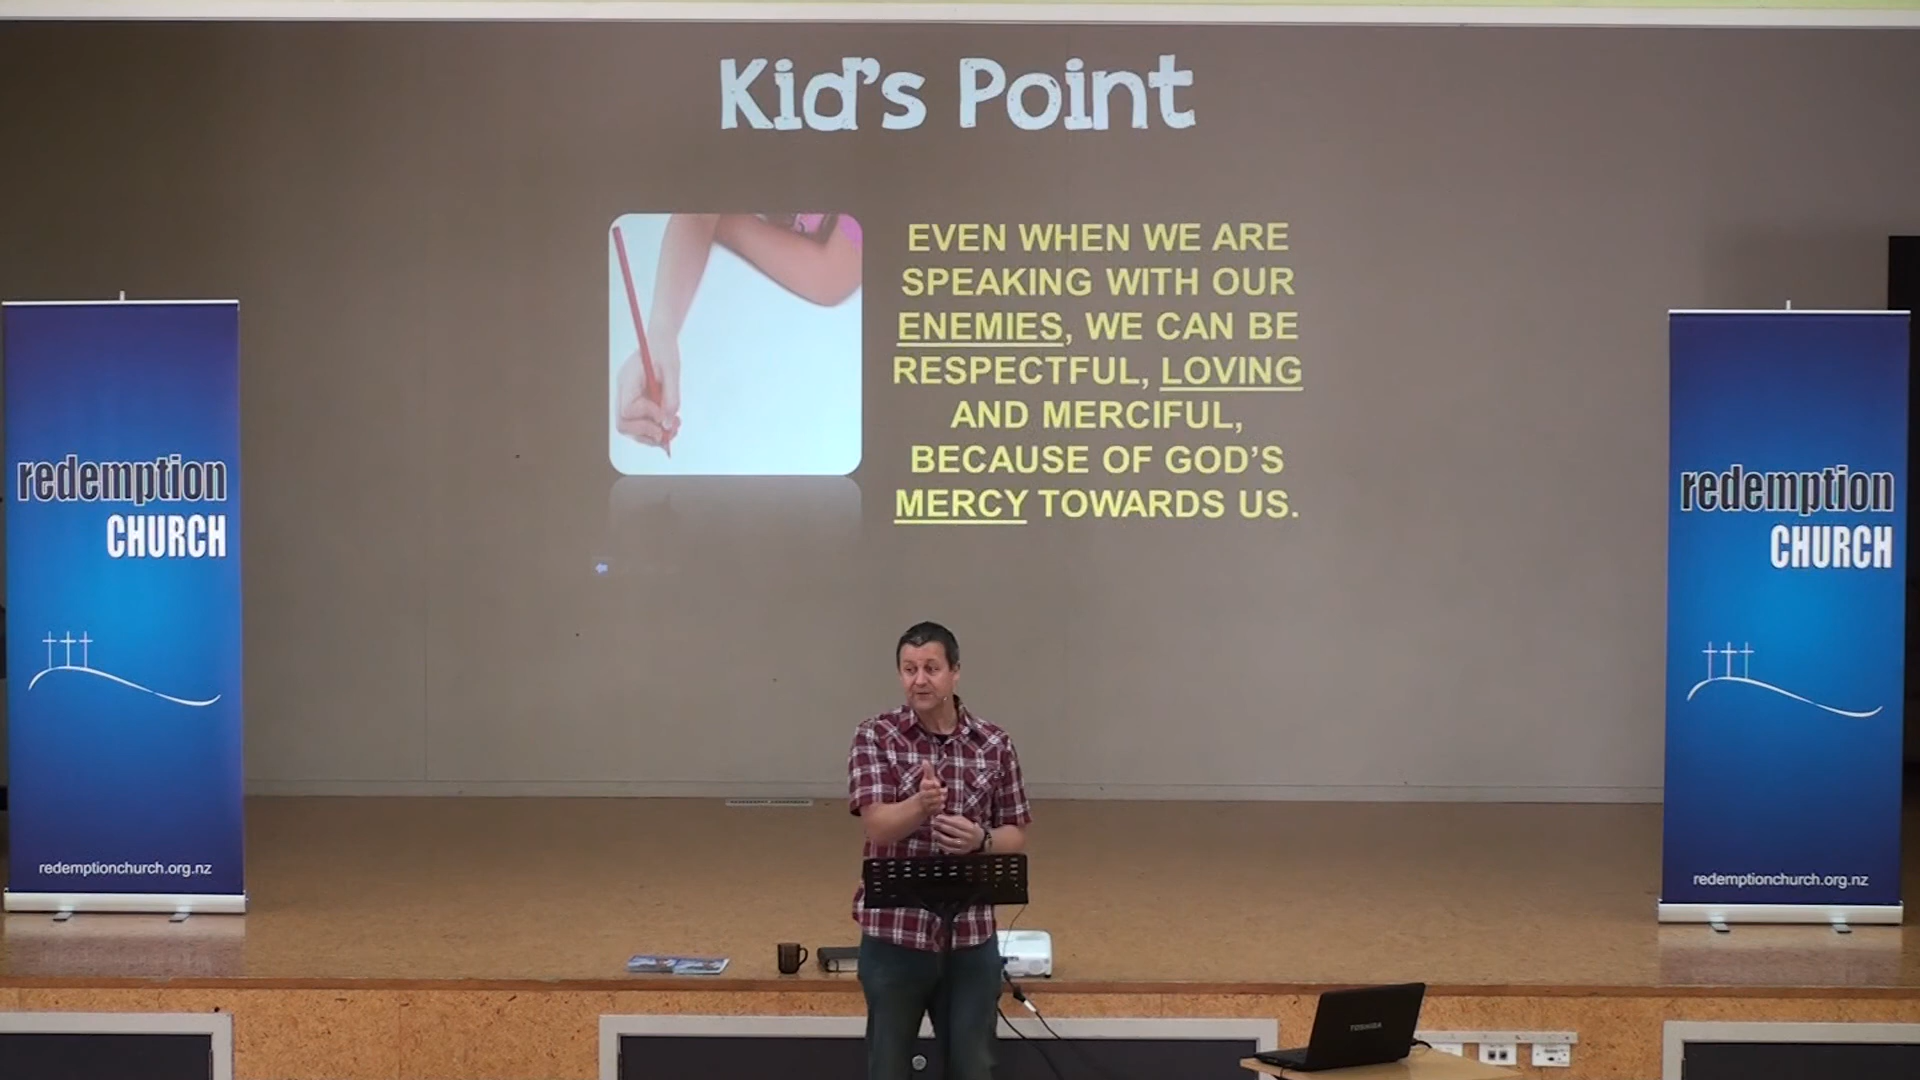 Kid's Point
EVEN WHEN WE ARE
SPEAKING WITH OUR
ENEMIES, WE CAN BE
RESPECTFUL, LOVING
AND MERCIFUL,
BECAUSE OF GOD'S
MERCY TOWARDS US.
redemption
CHURCH
redemptionchurch.org.nz
redemption
CHURCH
redemptionchurch.org.nz
TOSHIBA